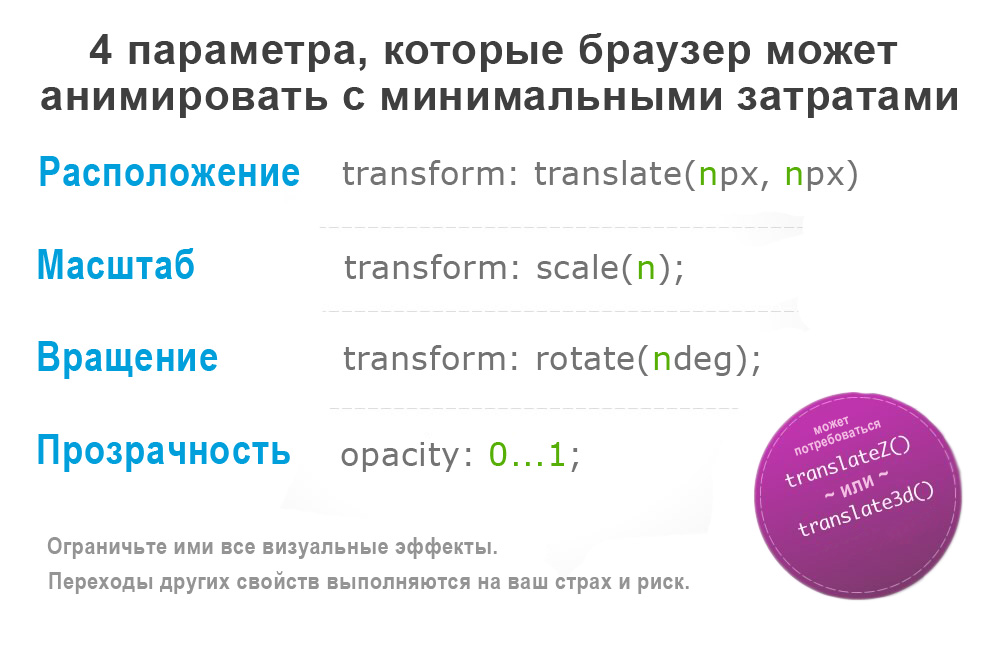 4 параметра, которые браузер может
анимировать с минимальными затратами
Расположение transform: translate(npx, npx)
Масштаб transform: scale(n);
Вращение transform: rotate(ndeg);
Прозрачность opacity: 0...1;
может
потребоваться
translateZ()
~ или ~
translate3d()
Ограничьте ими все визуальные эффекты.
Переходы других свойств выполняются на ваш страх и риск.